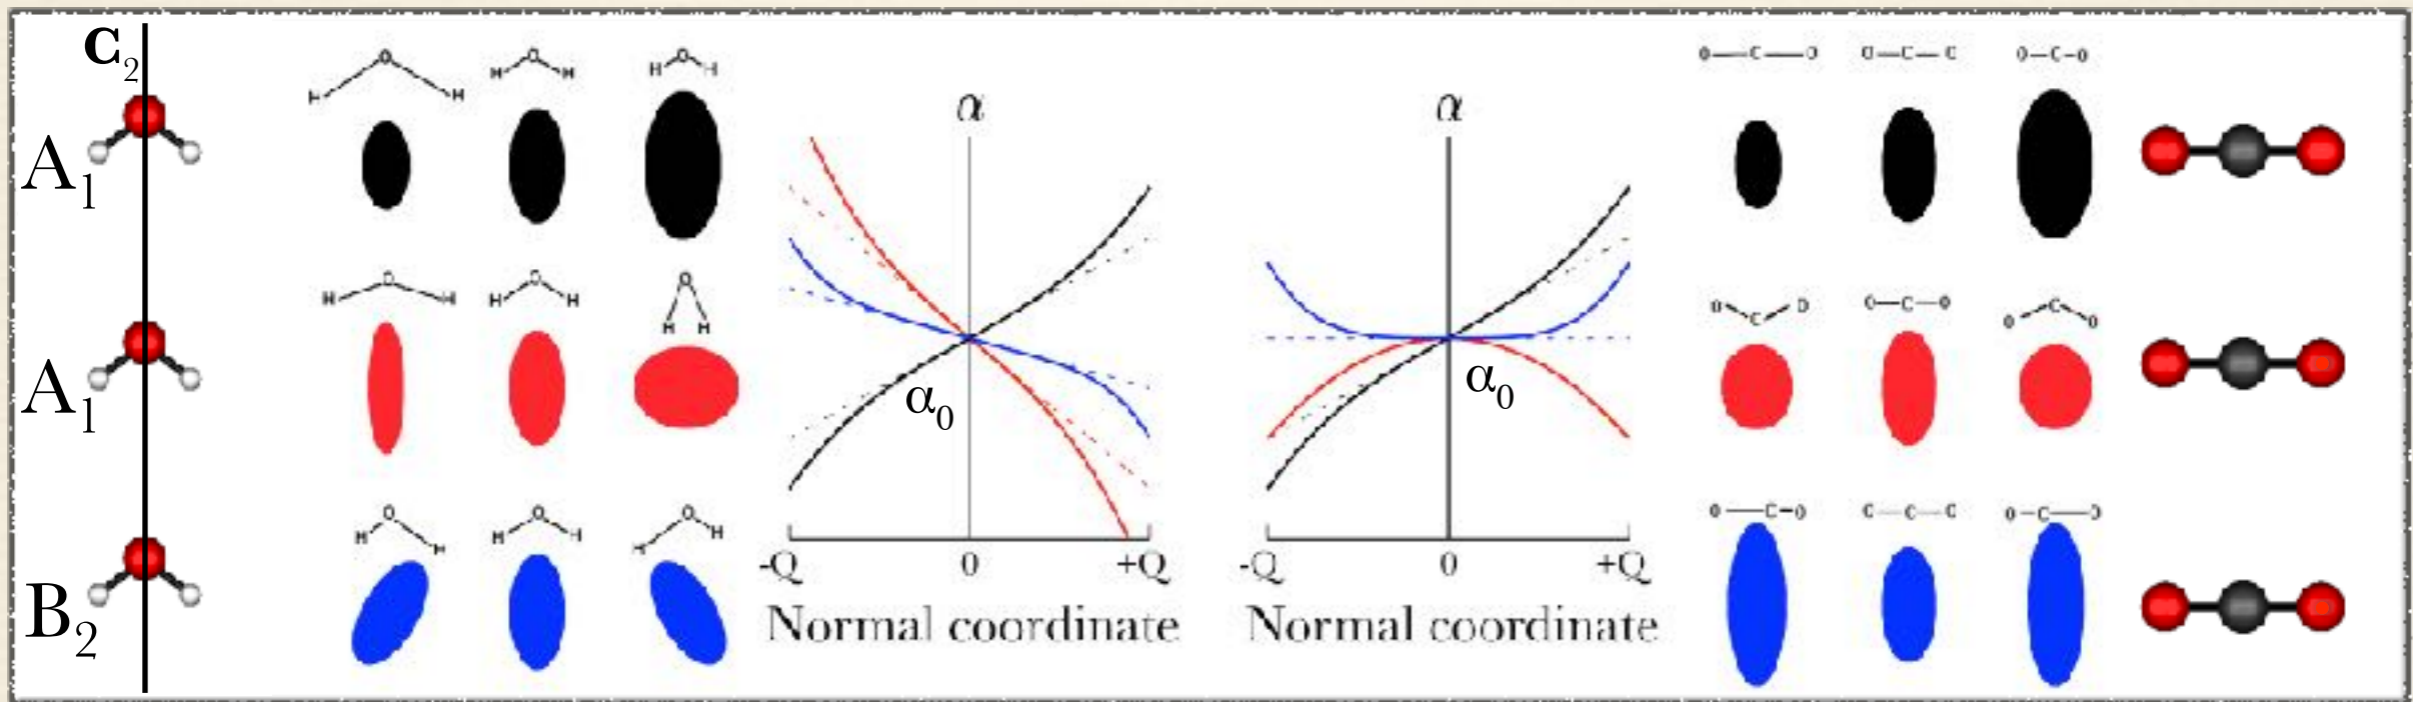 C₂
A₁
A₁
B₂
H O H
H O H
H O H
H O H
H O H
H O H
H O H
H O H
H O H
α
α₀
-Q 0 +Q
Normal coordinate
α
α₀
-Q 0 +Q
Normal coordinate
O C O
O C O
O C O
O C O
O C O
O C O
O C O